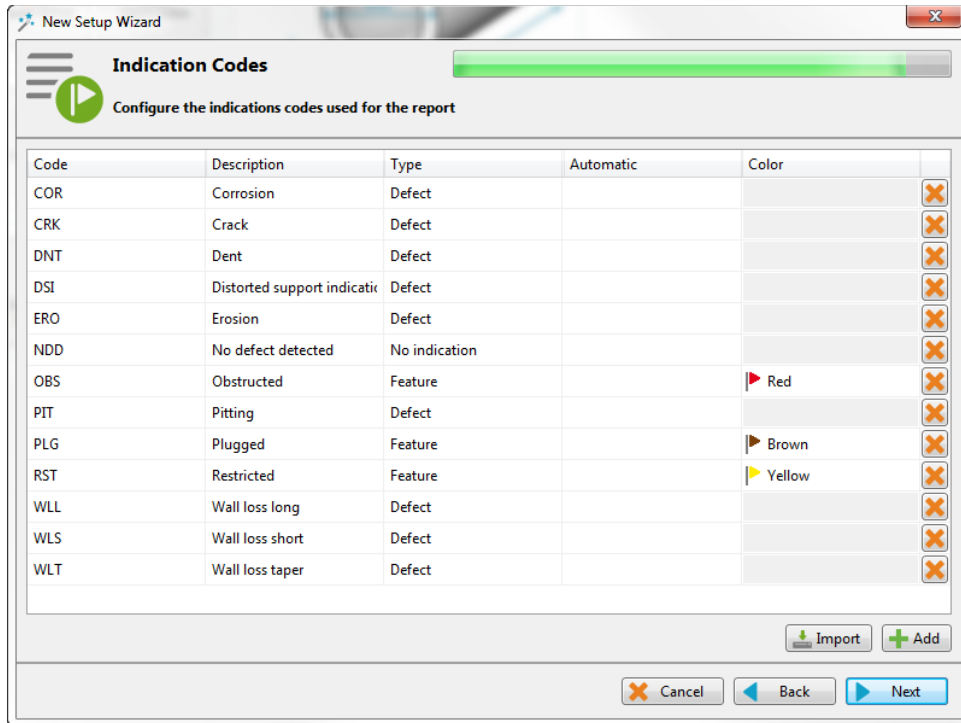 New Setup Wizard
Indication Codes
Configure the indications codes used for the report
Code Description Type Automatic Color
COR Corrosion Defect
CRK Crack Defect
DNT Dent Defect
DSI Distorted support indicatic Defect
ERO Erosion Defect
NDD No defect detected No indication
OBS Obstructed Feature Red
PIT Pitting Defect
PLG Plugged Feature Brown
RST Restricted Feature Yellow
WLL Wall loss long Defect
WLS Wall loss short Defect
WLT Wall loss taper Defect
Import Add
Cancel Back Next